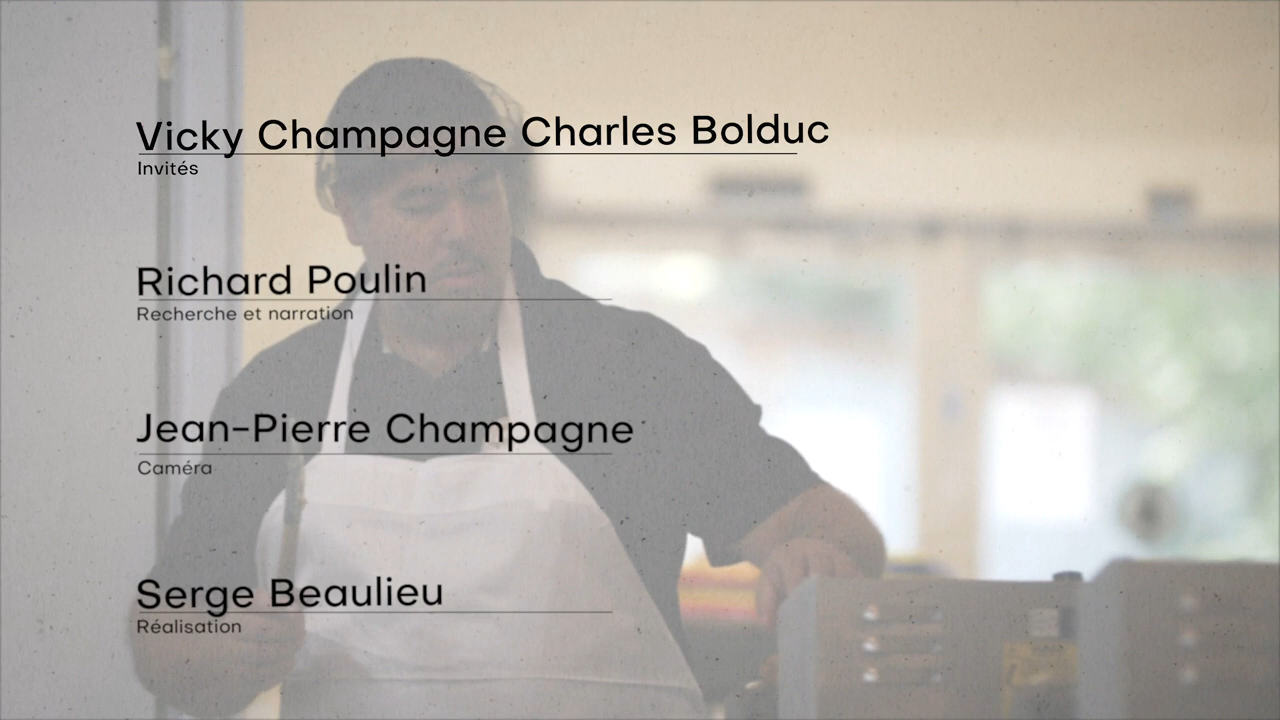 Vicky Champagne Charles Bolduc
Invités
Richard Poulin
Recherche et narration
Jean-Pierre Champagne
Caméra
Serge Beaulieu
Réalisation